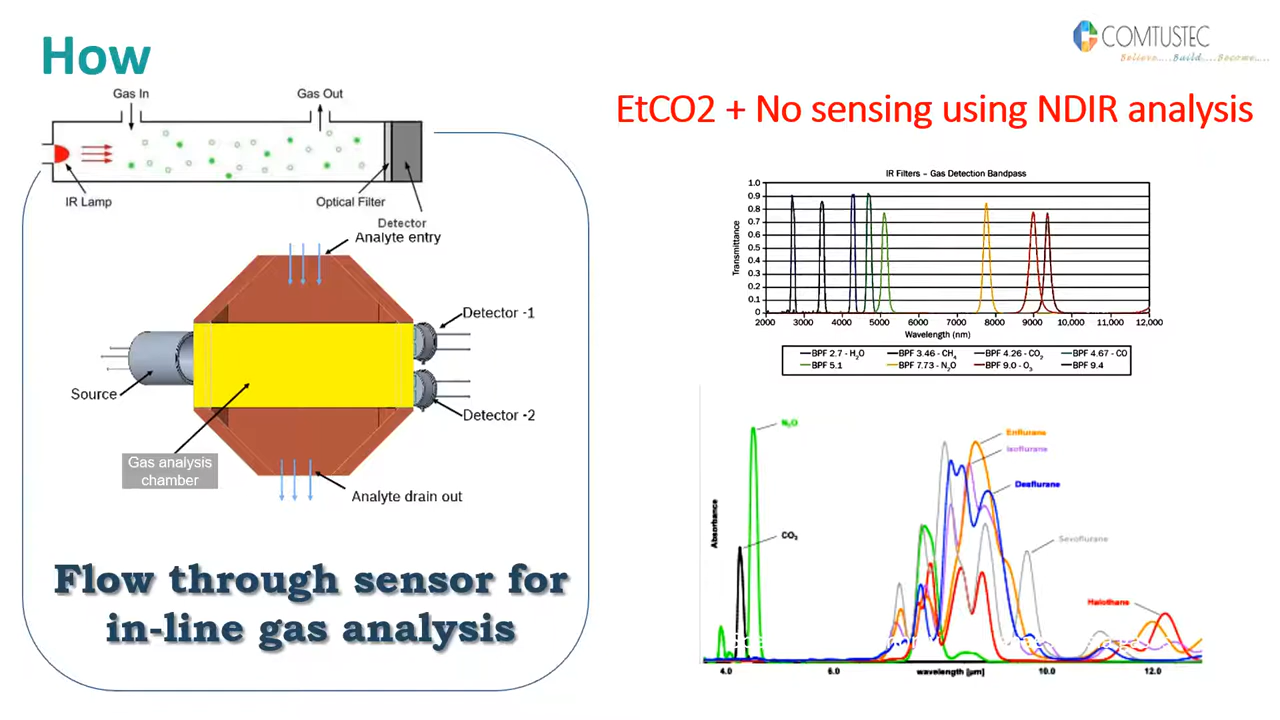 How
COMTUSTEC
Believe....Build....Become....
EtCO2 + No sensing using NDIR analysis
Gas In
Gas Out
IR Lamp
Optical Filter
Detector
Analyte entry
Detector -1
Source
Detector -2
Gas analysis
chamber
Analyte drain out
Flow through sensor for
in-line gas analysis
IR Filters – Gas Detection Bandpass
Transmittance
1.0
0.9
0.8
0.7
0.6
0.5
0.4
0.3
0.2
0.1
0
2000 3000 4000 5000 6000 7000 8000 9000 10,000 11,000 12,000
Wavelength (nm)
BPF 2.7 - H₂O BPF 3.46 - CH₄ BPF 4.26 - CO₂ BPF 4.67 - CO
BPF 5.1 BPF 7.73 - N₂O BPF 9.0 - O₃ BPF 9.4
N₂O
Enflurane
Isoflurane
Desflurane
Absorbance
CO₂
Sevoflurane
Halothane
4.0 6.0 wavelength [µm] 10.0 12.0